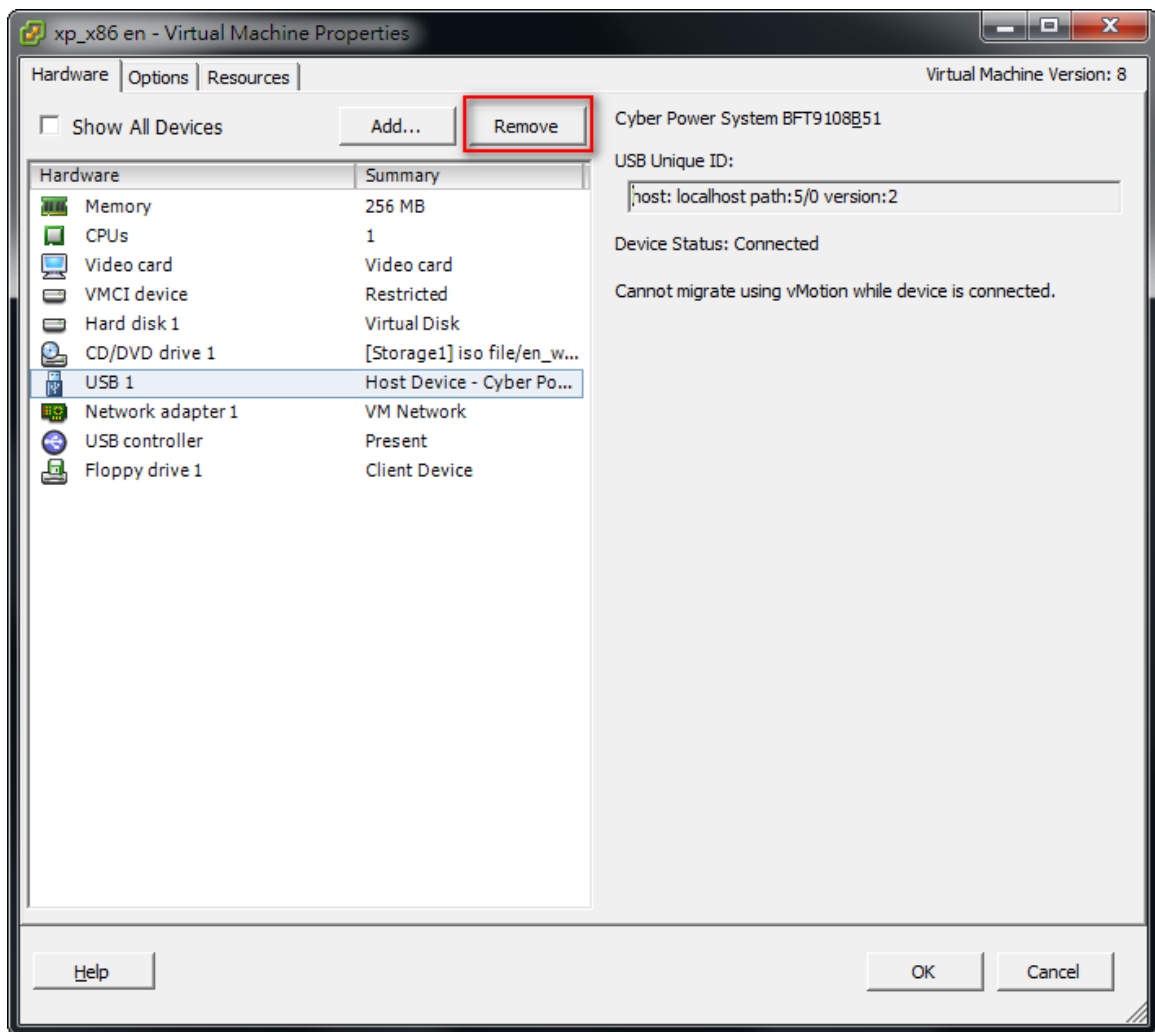 xp_x86 en - Virtual Machine Properties
Hardware Options Resources Virtual Machine Version: 8
Show All Devices Add... Remove
Hardware Summary
Memory 256 MB
CPUs 1
Video card Video card
VMCI device Restricted
Hard disk 1 Virtual Disk
CD/DVD drive 1 [Storage1] iso file/en_w...
USB 1 Host Device - Cyber Po...
Network adapter 1 VM Network
USB controller Present
Floppy drive 1 Client Device
Cyber Power System BFT9108B51
USB Unique ID:
host: localhost path:5/0 version:2
Device Status: Connected
Cannot migrate using vMotion while device is connected.
Help OK Cancel